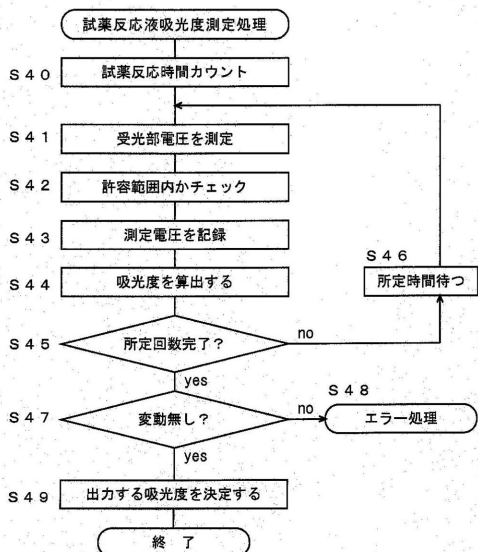 試薬反応液吸光度測定処理
S40
試薬反応時間カウント
S41
受光部電圧を測定
S42
許容範囲内かチェック
S43
測定電圧を記録
S46
S44
吸光度を算出する
所定時間待つ
S45
所定回数完了?
no
yes
S48
S47
変動無し?
no
エラー処理
yes
S49
出力する吸光度を決定する
終了